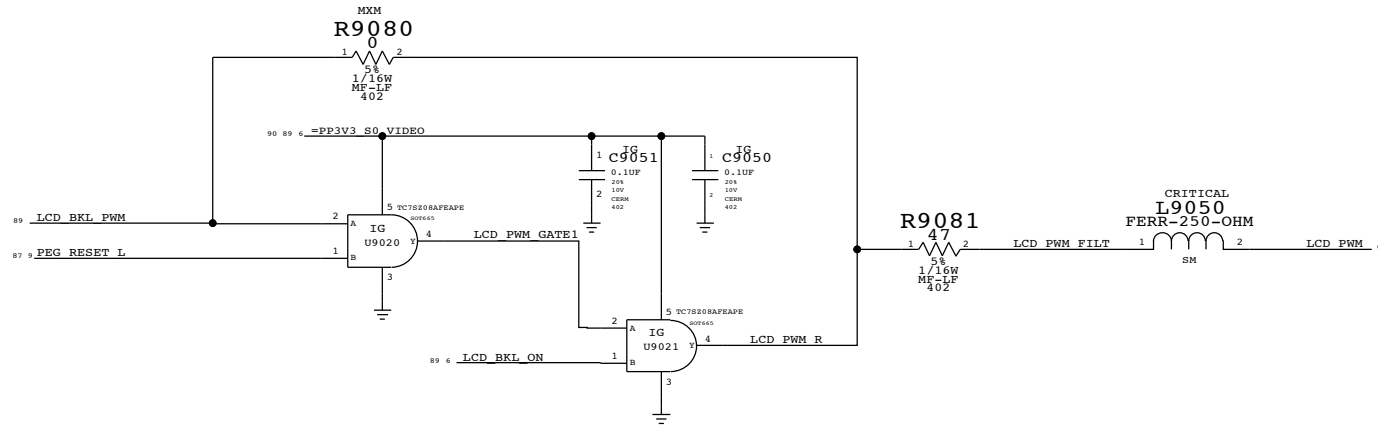 MXM
R9080
0
1 2
5%
1/16W
MF-LF
402
90 89 6 =PP3V3_S0_VIDEO
IG
C9051
1
0.1UF
20%
10V
CERM
402
2
IG
C9050
1
0.1UF
20%
10V
CERM
402
2
89 LCD_BKL_PWM
87 9 PEG_RESET_L
5 TC7SZ08AFEAPE
SOT665
2 A
IG
U9020
Y 4
1 B
3
LCD_PWM_GATE1
5 TC7SZ08AFEAPE
SOT665
2 A
IG
U9021
Y 4
1 B
3
89 6 LCD_BKL_ON
LCD_PWM_R
R9081
47
1 2
5%
1/16W
MF-LF
402
LCD_PWM_FILT
CRITICAL
L9050
FERR-250-OHM
1 2
SM
LCD_PWM